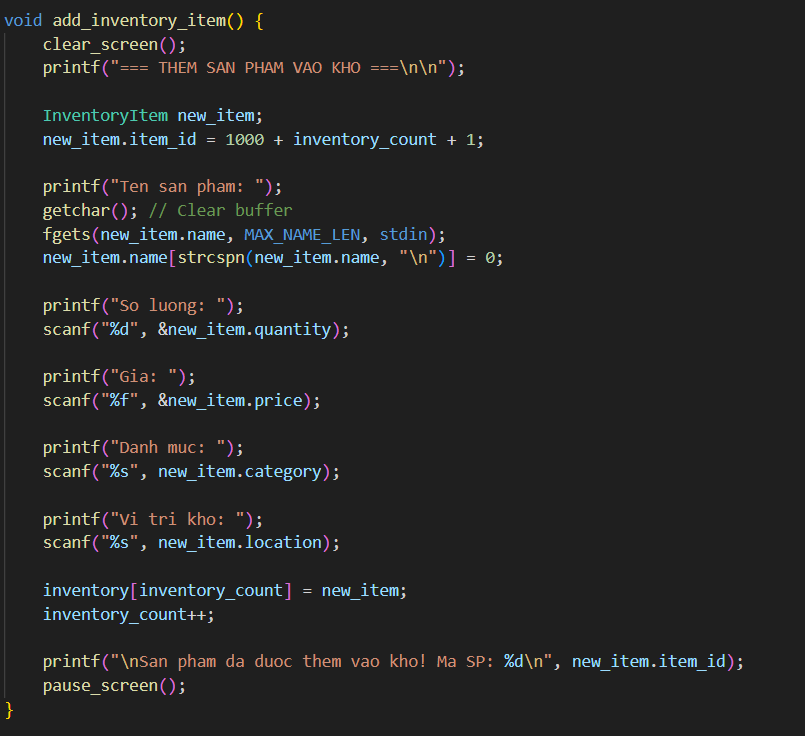 void add_inventory_item() {
    clear_screen();
    printf("=== THEM SAN PHAM VAO KHO ===\n\n");

    InventoryItem new_item;
    new_item.item_id = 1000 + inventory_count + 1;

    printf("Ten san pham: ");
    getchar(); // Clear buffer
    fgets(new_item.name, MAX_NAME_LEN, stdin);
    new_item.name[strcspn(new_item.name, "\n")] = 0;

    printf("So luong: ");
    scanf("%d", &new_item.quantity);

    printf("Gia: ");
    scanf("%f", &new_item.price);

    printf("Danh muc: ");
    scanf("%s", new_item.category);

    printf("Vi tri kho: ");
    scanf("%s", new_item.location);

    inventory[inventory_count] = new_item;
    inventory_count++;

    printf("\nSan pham da duoc them vao kho! Ma SP: %d\n", new_item.item_id);
    pause_screen();
}